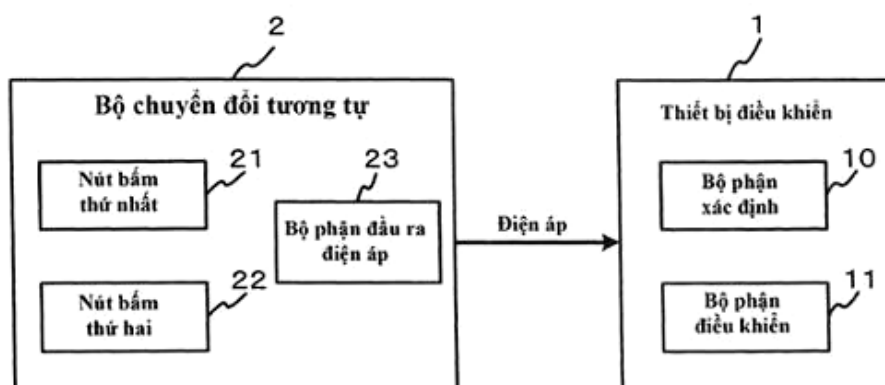 2
Bộ chuyển đổi tương tự
21
Nút bấm
thứ nhất
23
Bộ phận đầu ra
điện áp
22
Nút bấm
thứ hai
Điện áp
1
Thiết bị điều khiển
10
Bộ phận
xác định
11
Bộ phận
điều khiển